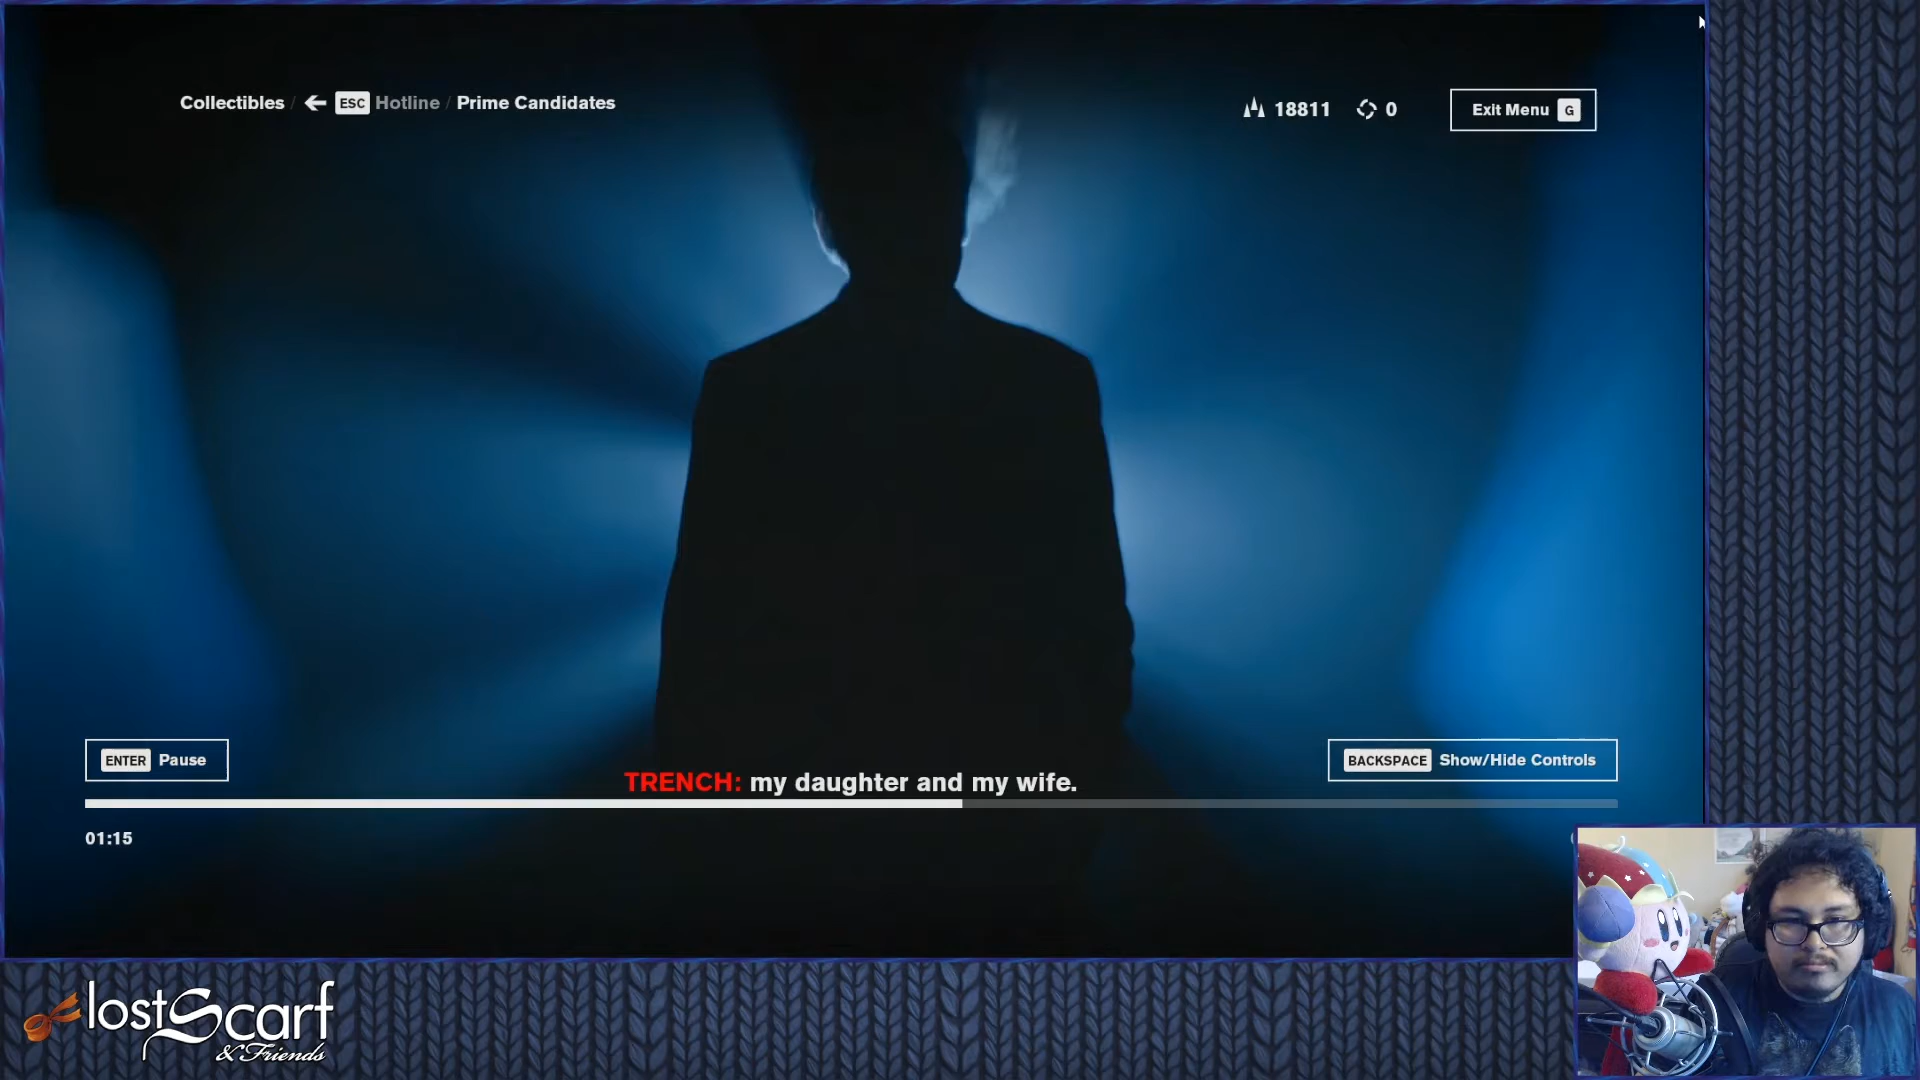 Collectibles / ← ESC Hotline / Prime Candidates
18811 0
Exit Menu G
ENTER Pause
BACKSPACE Show/Hide Controls
TRENCH: my daughter and my wife.
01:15
lostScarf
& Friends